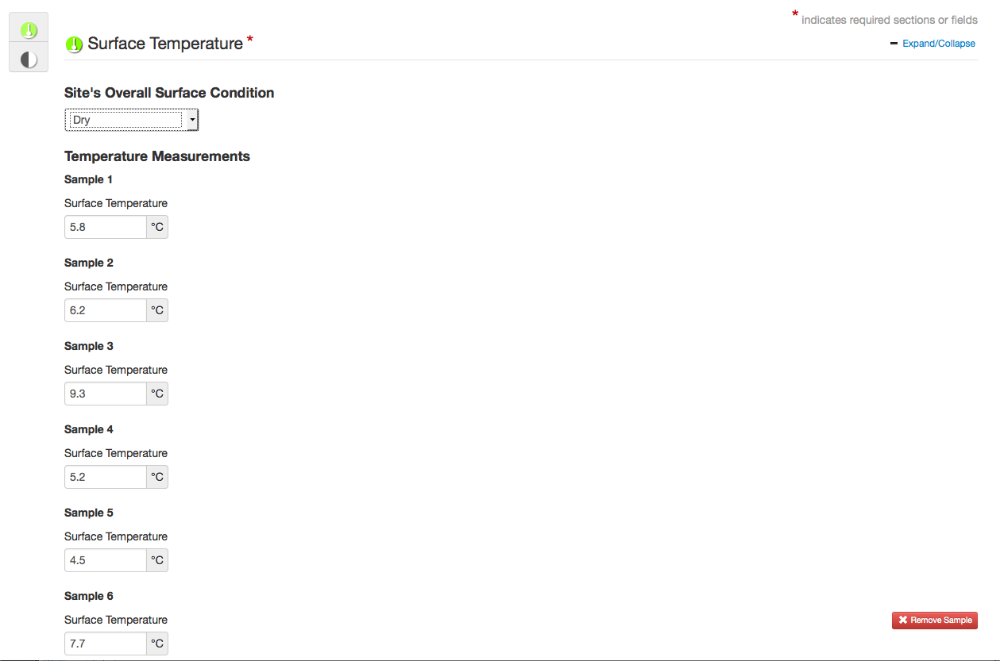 * indicates required sections or fields
Surface Temperature *
Expand/Collapse
Site's Overall Surface Condition
Dry
Temperature Measurements
Sample 1
Surface Temperature
5.8 °C
Sample 2
Surface Temperature
6.2 °C
Sample 3
Surface Temperature
9.3 °C
Sample 4
Surface Temperature
5.2 °C
Sample 5
Surface Temperature
4.5 °C
Sample 6
Surface Temperature
Remove Sample
7.7 °C